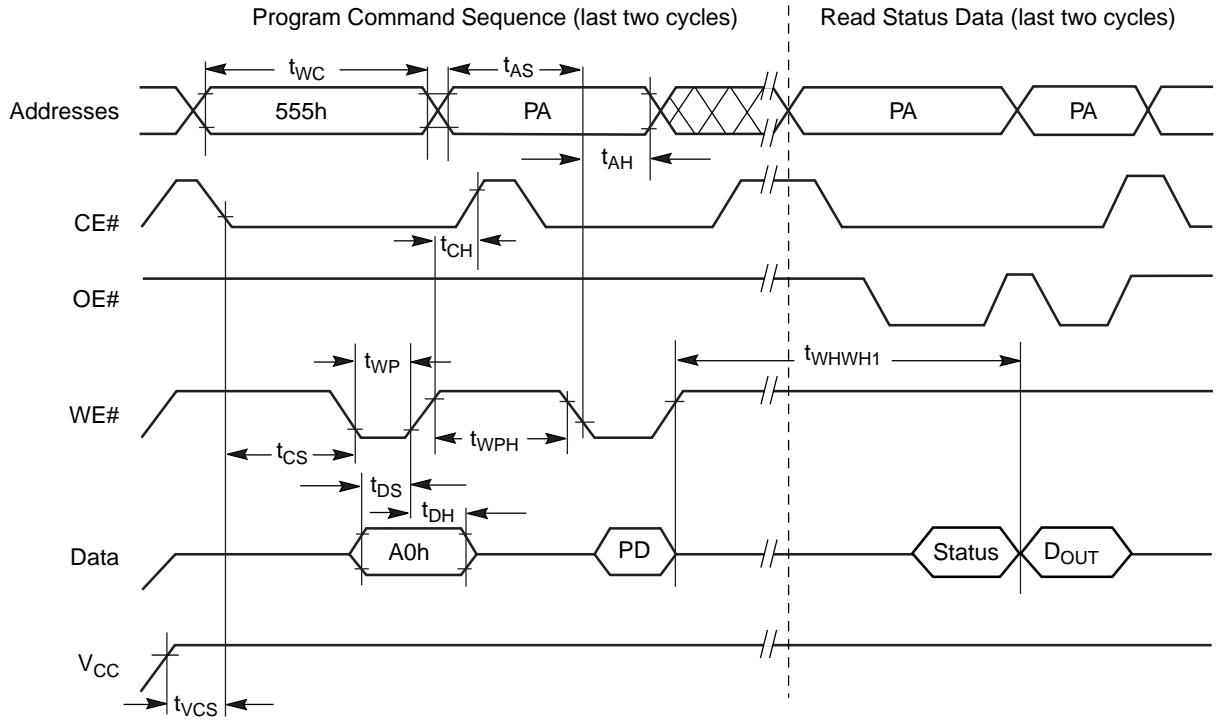 Program Command Sequence (last two cycles)
Read Status Data (last two cycles)
tWC
tAS
Addresses
555h
PA
PA
PA
tAH
CE#
tCH
OE#
tWP
tWHWH1
WE#
tCS
tWPH
tDS
tDH
Data
A0h
PD
Status
DOUT
VCC
tVCS